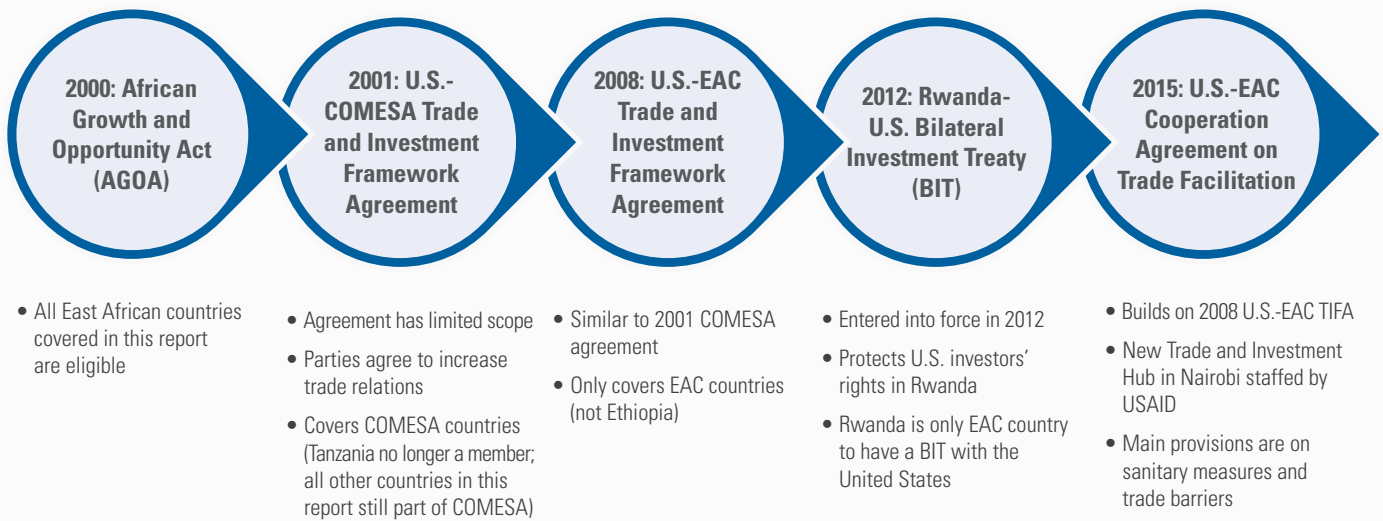 2000: African
Growth and
Opportunity Act
(AGOA)
2001: U.S.-
COMESA Trade
and Investment
Framework
Agreement
2008: U.S.-EAC
Trade and
Investment
Framework
Agreement
2012: Rwanda-
U.S. Bilateral
Investment Treaty
(BIT)
2015: U.S.-EAC
Cooperation
Agreement on
Trade Facilitation
• All East African countries
covered in this report
are eligible
• Agreement has limited scope
• Parties agree to increase
trade relations
• Covers COMESA countries
(Tanzania no longer a member;
all other countries in this
report still part of COMESA)
• Similar to 2001 COMESA
agreement
• Only covers EAC countries
(not Ethiopia)
• Entered into force in 2012
• Protects U.S. investors’
rights in Rwanda
• Rwanda is only EAC country
to have a BIT with the
United States
• Builds on 2008 U.S.-EAC TIFA
• New Trade and Investment
Hub in Nairobi staffed by
USAID
• Main provisions are on
sanitary measures and
trade barriers